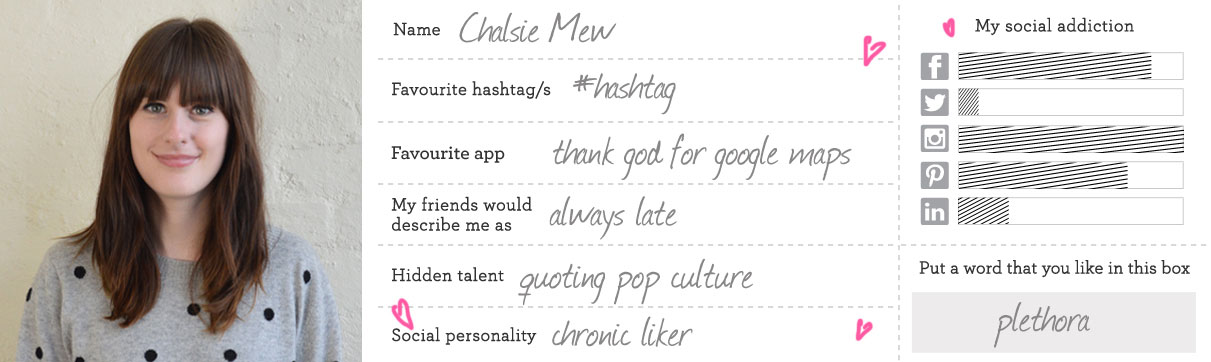 Name Chalsie Mew
Favourite hashtag/s #hashtag
Favourite app thank god for google maps
My friends would
describe me as always late
Hidden talent quoting pop culture
Social personality chronic liker
My social addiction
f
in
Put a word that you like in this box
plethora